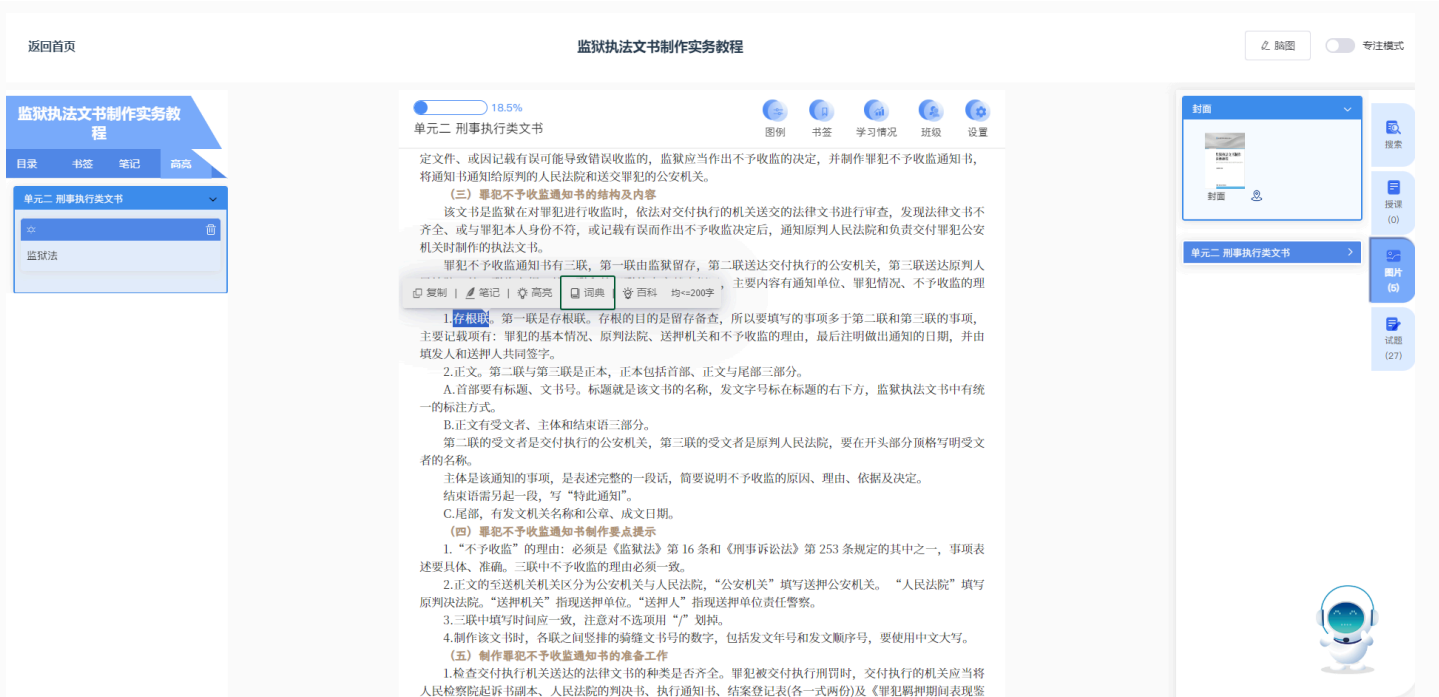 返回首页
监狱执法文书制作实务教程
脑图
专注模式
监狱执法文书制作实务教
程
目录 书签 笔记 高亮
单元二 刑事执行类文书
监狱法
18.5%
单元二 刑事执行类文书
图例 书签 学习情况 班级 设置
定文件、或因记载有误可能导致错误收监的，监狱应当作出不予收监的决定，并制作罪犯不予收监通知书，
将通知书通知给原判的人民法院和送交罪犯的公安机关。
（三）罪犯不予收监通知书的结构及内容
该文书是监狱在对罪犯进行收监时，依法对交付执行的机关送交的法律文书进行审查，发现法律文书不
齐全、或与罪犯本人身份不符，或记载有误而作出不予收监决定后，通知原判人民法院和负责交付罪犯公安
机关时制作的执法文书。
罪犯不予收监通知书有三联，第一联由监狱留存，第二联送达交付执行的公安机关，第三联送达原判人
，主要内容有通知单位、罪犯情况、不予收监的理
复制 | 笔记 | 高亮 | 词典 | 百科 均<=200字
1.存根联。第一联是存根联。存根的目的是留存备查，所以要填写的事项多于第二联和第三联的事项，
主要记载项有：罪犯的基本情况、原判法院、送押机关和不予收监的理由，最后注明做出通知的日期，并由
填发人和送押人共同签字。
2.正文。第二联与第三联是正本，正本包括首部、正文与尾部三部分。
A.首部要有标题、文书号。标题就是该文书的名称，发文字号标在标题的右下方，监狱执法文书中有统
一的标注方式。
B.正文有受文者、主体和结束语三部分。
第二联的受文者是交付执行的公安机关，第三联的受文者是原判人民法院，要在开头部分顶格写明受文
者的名称。
主体是该通知的事项，是表述完整的一段话，简要说明不予收监的原因、理由、依据及决定。
结束语需另起一段，写“特此通知”。
C.尾部，有发文机关名称和公章、成文日期。
（四）罪犯不予收监通知书制作要点提示
1.“不予收监”的理由：必须是《监狱法》第 16 条和《刑事诉讼法》第 253 条规定的其中之一，事项表
述要具体、准确。三联中不予收监的理由必须一致。
2.正文的至送机关机关区分为公安机关与人民法院，“公安机关”填写送押公安机关。 “人民法院”填写
原判决法院。“送押机关”指现送押单位。“送押人”指现送押单位责任警察。
3.三联中填写时间应一致，注意对不选项用“/”划掉。
4.制作该文书时，各联之间竖排的骑缝文书号的数字，包括发文年号和发文顺序号，要使用中文大写。
（五）制作罪犯不予收监通知书的准备工作
1.检查交付执行机关送达的法律文书的种类是否齐全。罪犯被交付执行刑罚时，交付执行的机关应当将
人民检察院起诉书副本、人民法院的判决书、执行通知书、结案登记表(各一式两份)及《罪犯羁押期间表现鉴
封面
封面
单元二 刑事执行类文书
搜索
授课
(0)
图片
(6)
试题
(27)